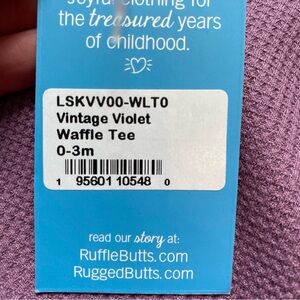 Joyful clothing for
the treasured years
of childhood.
LSKVV00-WLT0
Vintage Violet
Waffle Tee
0-3m
1 95601 10548 0
read our story at:
RuffleButts.com
RuggedButts.com